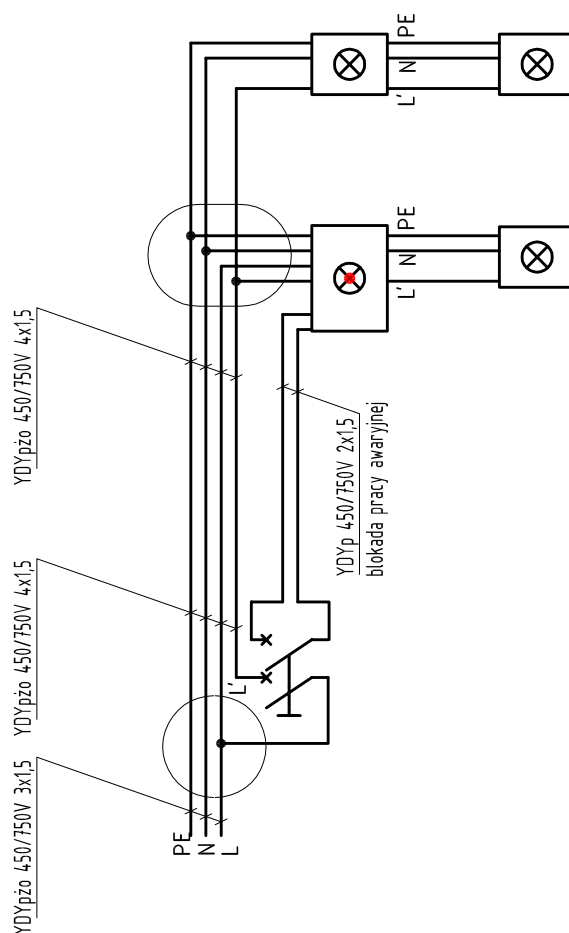 YDYpżo 450/750V 3x1,5
YDYpżo 450/750V 4x1,5
YDYpżo 450/750V 4x1,5
PE
N
L
L'
YDYp 450/750V 2x1,5
blokada pracy awaryjnej
PE
N
L'
PE
N
L'